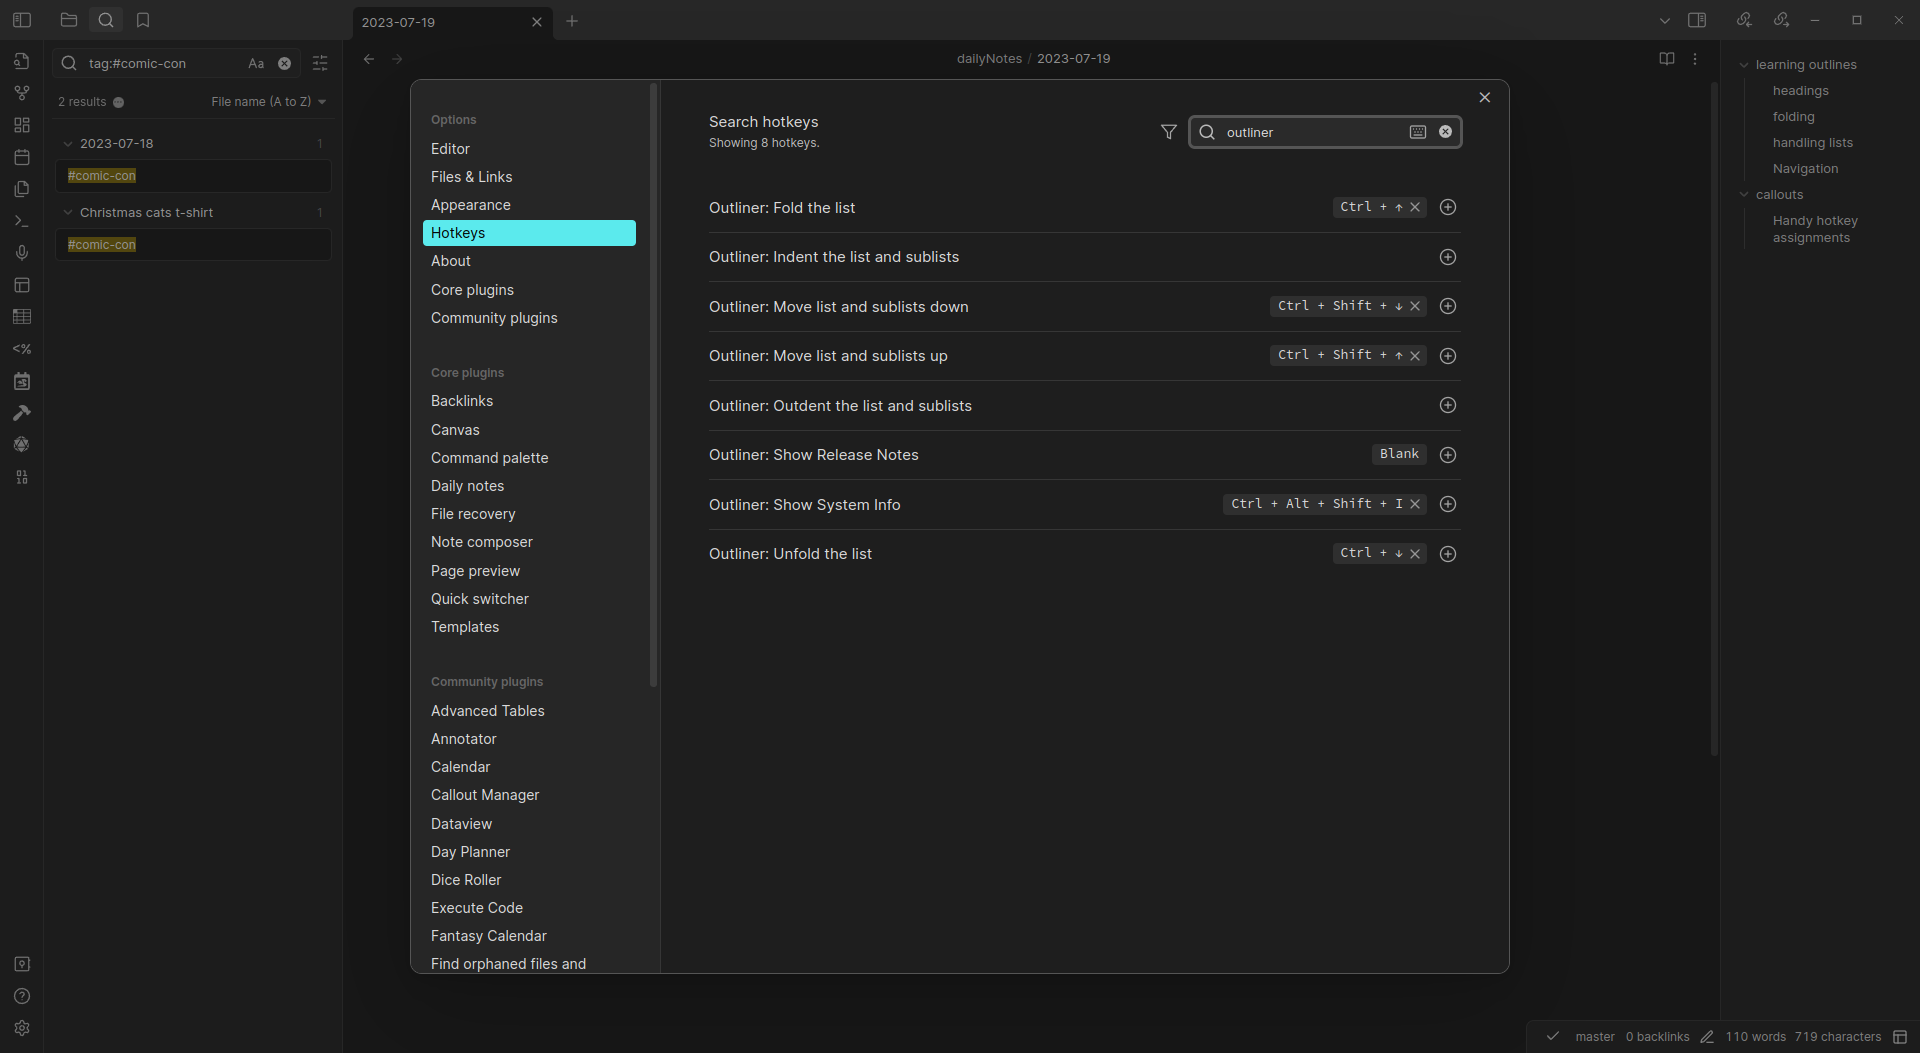 2023-07-19
tag:#comic-con
Aa
2 results
File name (A to Z)
2023-07-18
1
#comic-con
Christmas cats t-shirt
1
#comic-con
<%
dailyNotes / 2023-07-19
Options
Editor
Files & Links
Appearance
Hotkeys
About
Core plugins
Community plugins
Core plugins
Backlinks
Canvas
Command palette
Daily notes
File recovery
Note composer
Page preview
Quick switcher
Templates
Community plugins
Advanced Tables
Annotator
Calendar
Callout Manager
Dataview
Day Planner
Dice Roller
Execute Code
Fantasy Calendar
Find orphaned files and
Search hotkeys
Showing 8 hotkeys.
outliner
Outliner: Fold the list
Ctrl + ↑
Outliner: Indent the list and sublists
Outliner: Move list and sublists down
Ctrl + Shift + ↓
Outliner: Move list and sublists up
Ctrl + Shift + ↑
Outliner: Outdent the list and sublists
Outliner: Show Release Notes
Blank
Outliner: Show System Info
Ctrl + Alt + Shift + I
Outliner: Unfold the list
Ctrl + ↓
learning outlines
headings
folding
handling lists
Navigation
callouts
Handy hotkey
assignments
master
0 backlinks
110 words
719 characters